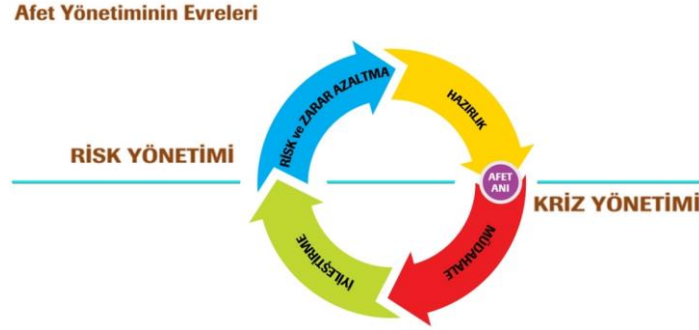 Afet Yönetiminin Evreleri
RİSK ve ZARAR AZALTMA
HAZIRLIK
RİSK YÖNETİMİ
AFET
ANI
KRİZ YÖNETİMİ
İYİLEŞTİRME
MÜDAHALE